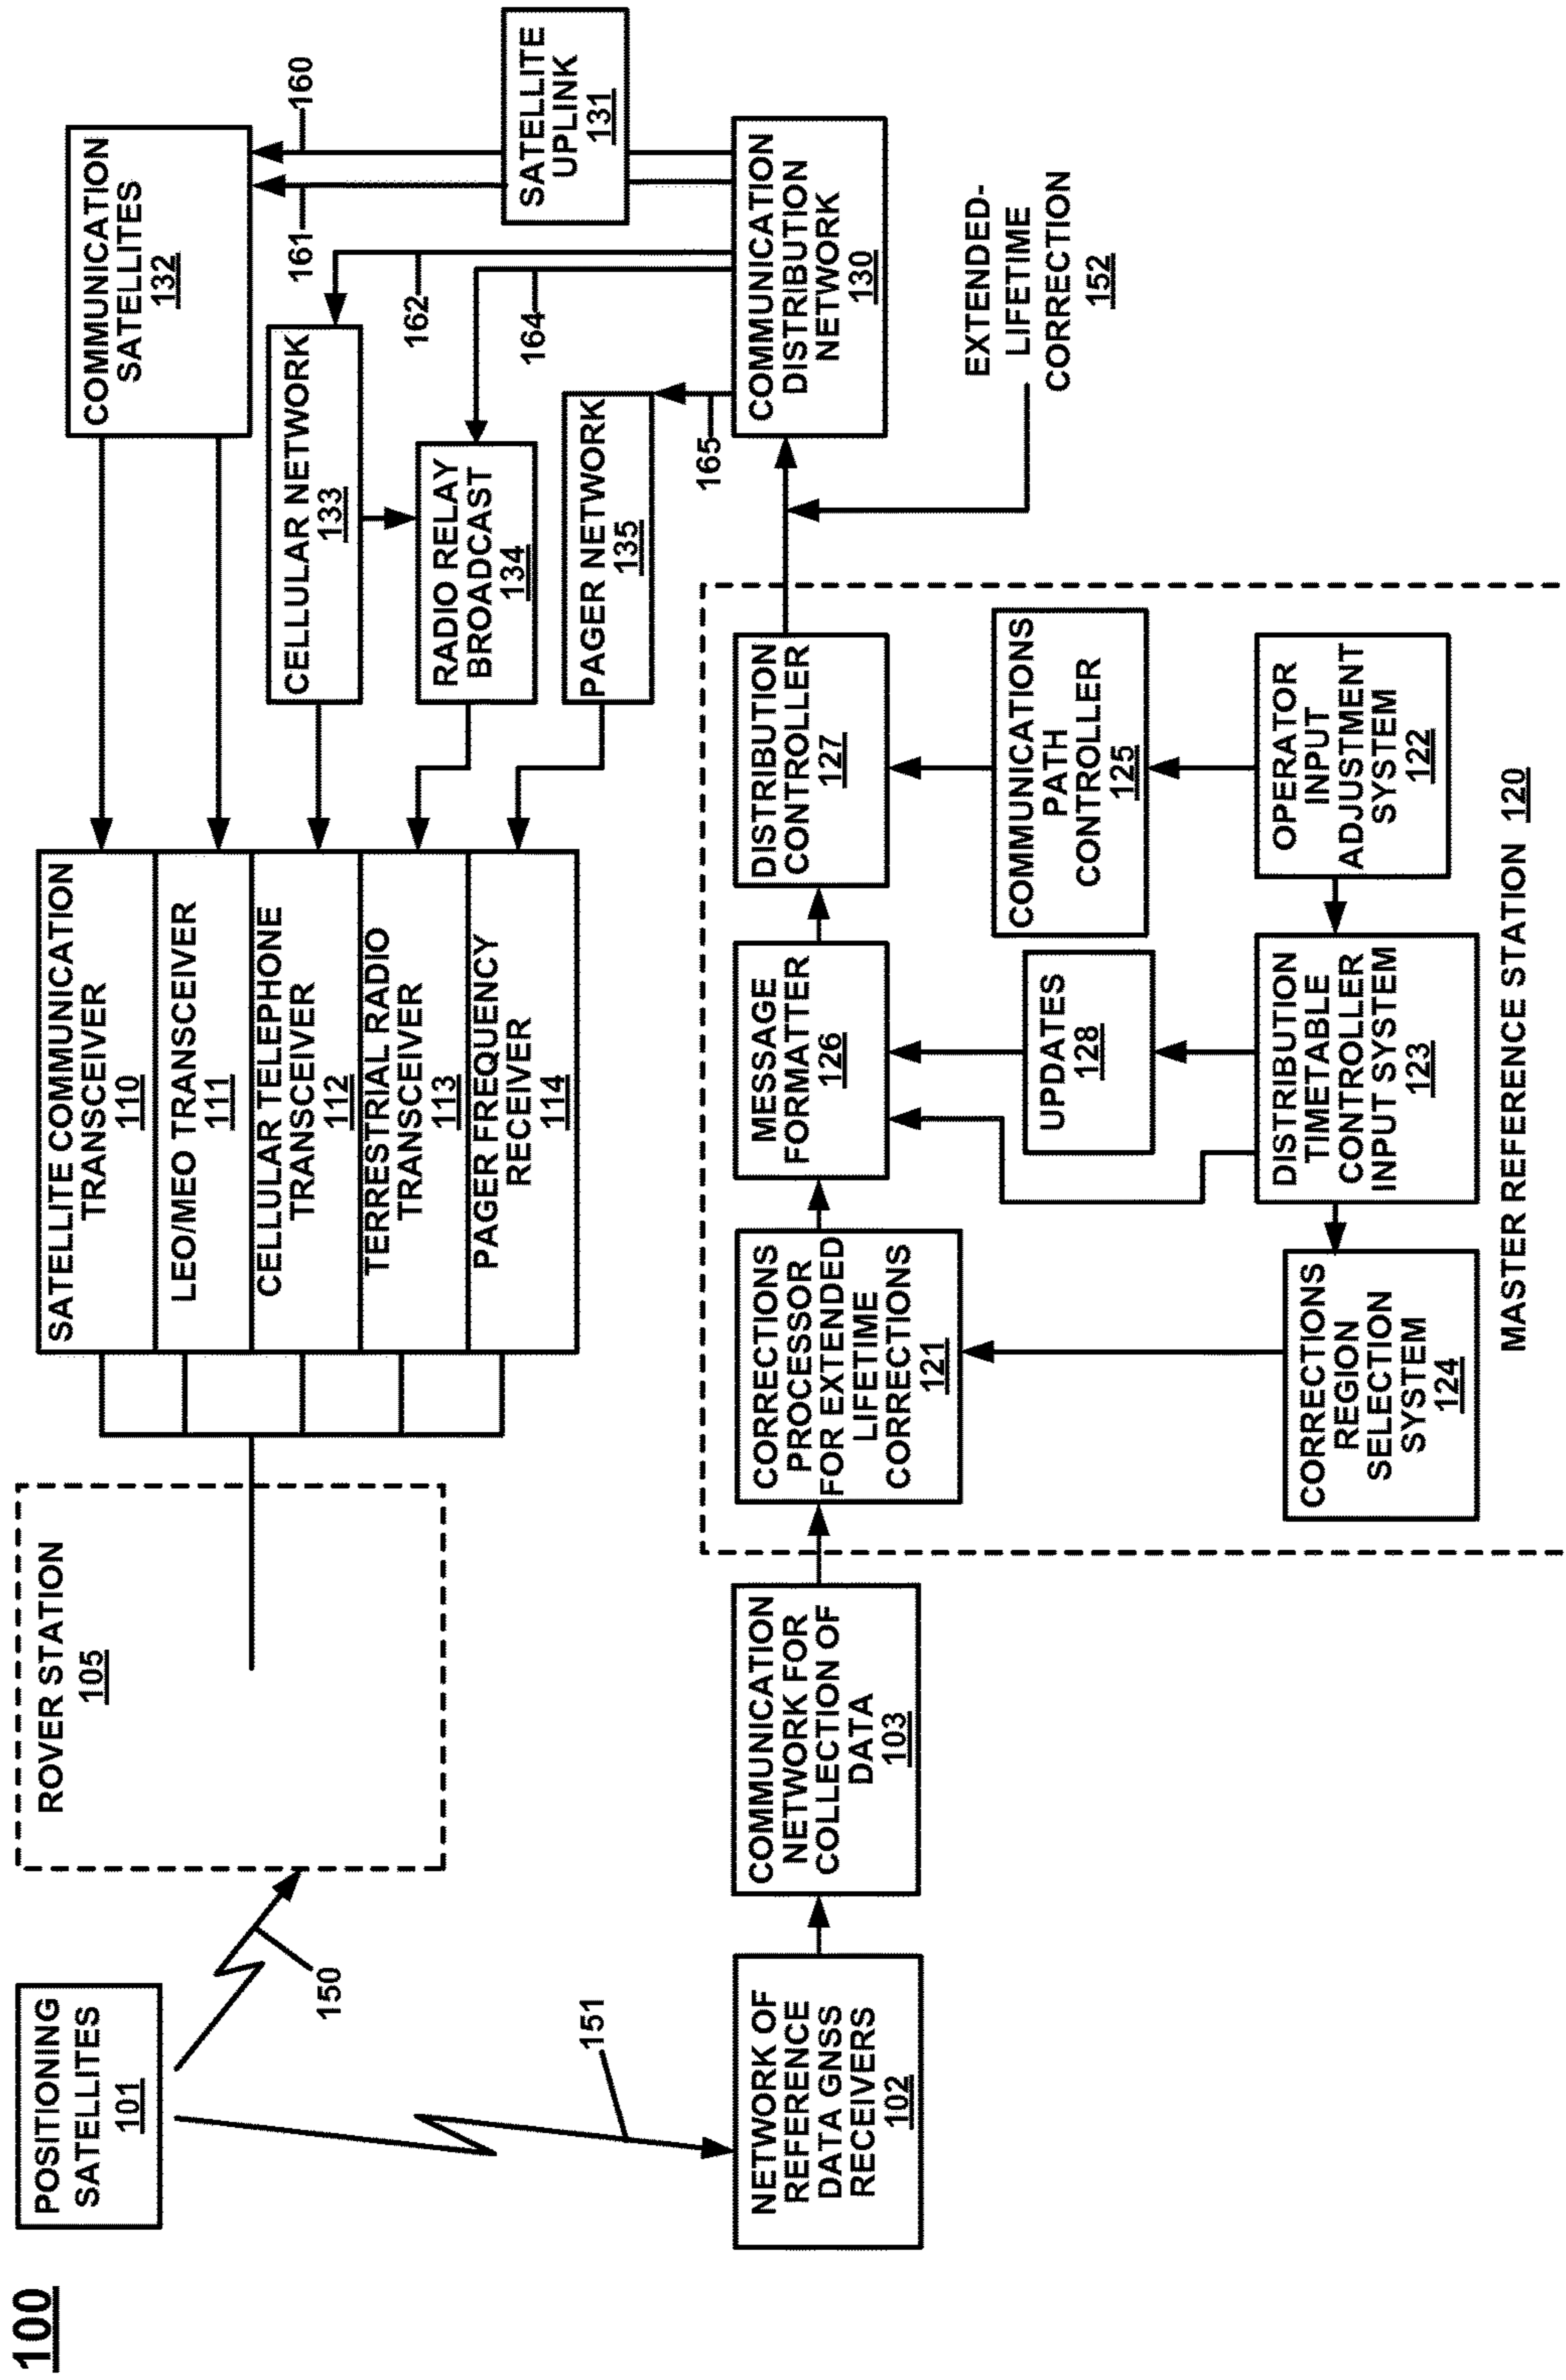 100
POSITIONING
SATELLITES
101
150
151
ROVER STATION
105
SATELLITE COMMUNICATION
TRANSCEIVER
110
LEO/MEO TRANSCEIVER
111
CELLULAR TELEPHONE
TRANSCEIVER
112
TERRESTRIAL RADIO
TRANSCEIVER
113
PAGER FREQUENCY
RECEIVER
114
COMMUNICATION
SATELLITES
132
CELLULAR NETWORK
133
RADIO RELAY
BROADCAST
134
PAGER NETWORK
135
160
161
162
164
165
SATELLITE
UPLINK
131
COMMUNICATION
DISTRIBUTION
NETWORK
130
EXTENDED-
LIFETIME
CORRECTION
152
NETWORK OF
REFERENCE
DATA GNSS
RECEIVERS
102
COMMUNICATION
NETWORK FOR
COLLECTION OF
DATA
103
CORRECTIONS
PROCESSOR
FOR EXTENDED
LIFETIME
CORRECTIONS
121
MESSAGE
FORMATTER
126
DISTRIBUTION
CONTROLLER
127
UPDATES
128
COMMUNICATIONS
PATH
CONTROLLER
125
CORRECTIONS
REGION
SELECTION
SYSTEM
124
DISTRIBUTION
TIMETABLE
CONTROLLER
INPUT SYSTEM
123
OPERATOR
INPUT
ADJUSTMENT
SYSTEM
122
MASTER REFERENCE STATION 120